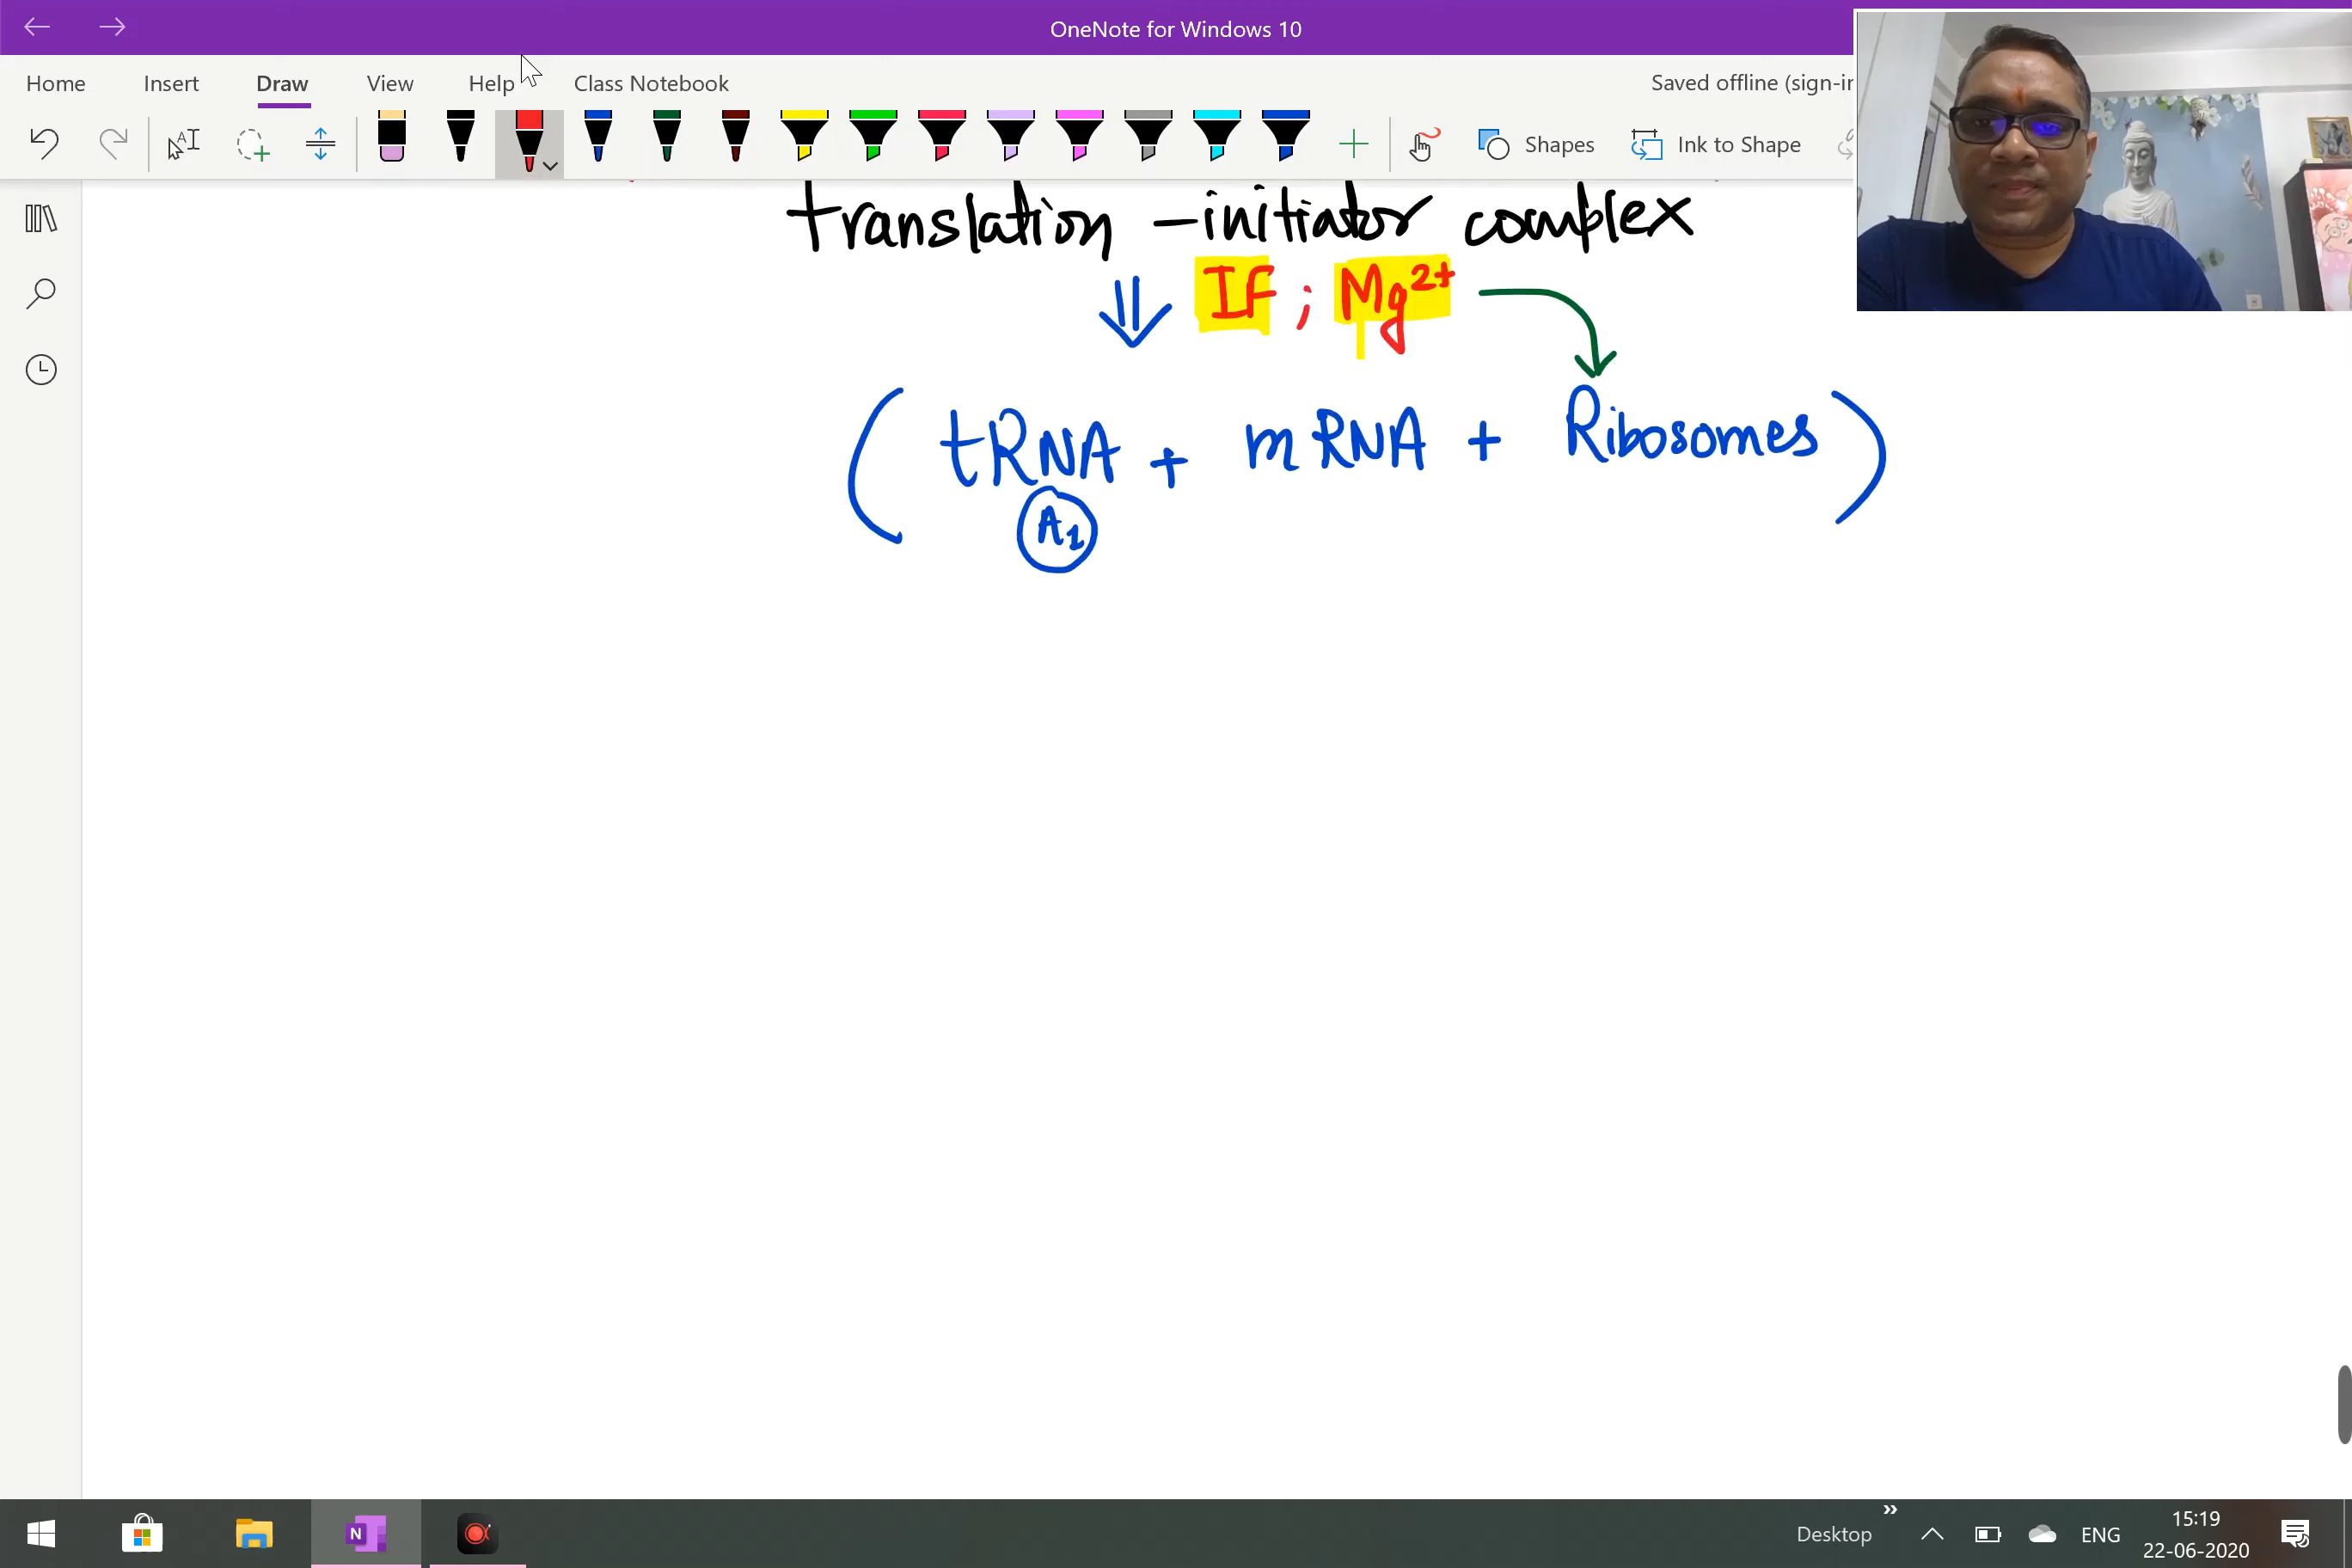 OneNote for Windows 10
Home Insert Draw View Help Class Notebook Saved offline (sign-in
Shapes Ink to Shape
translation - initiator complex
IF ; Mg²⁺
( tRNA + mRNA + Ribosomes )
A₁
Desktop ENG 15:19
22-06-2020